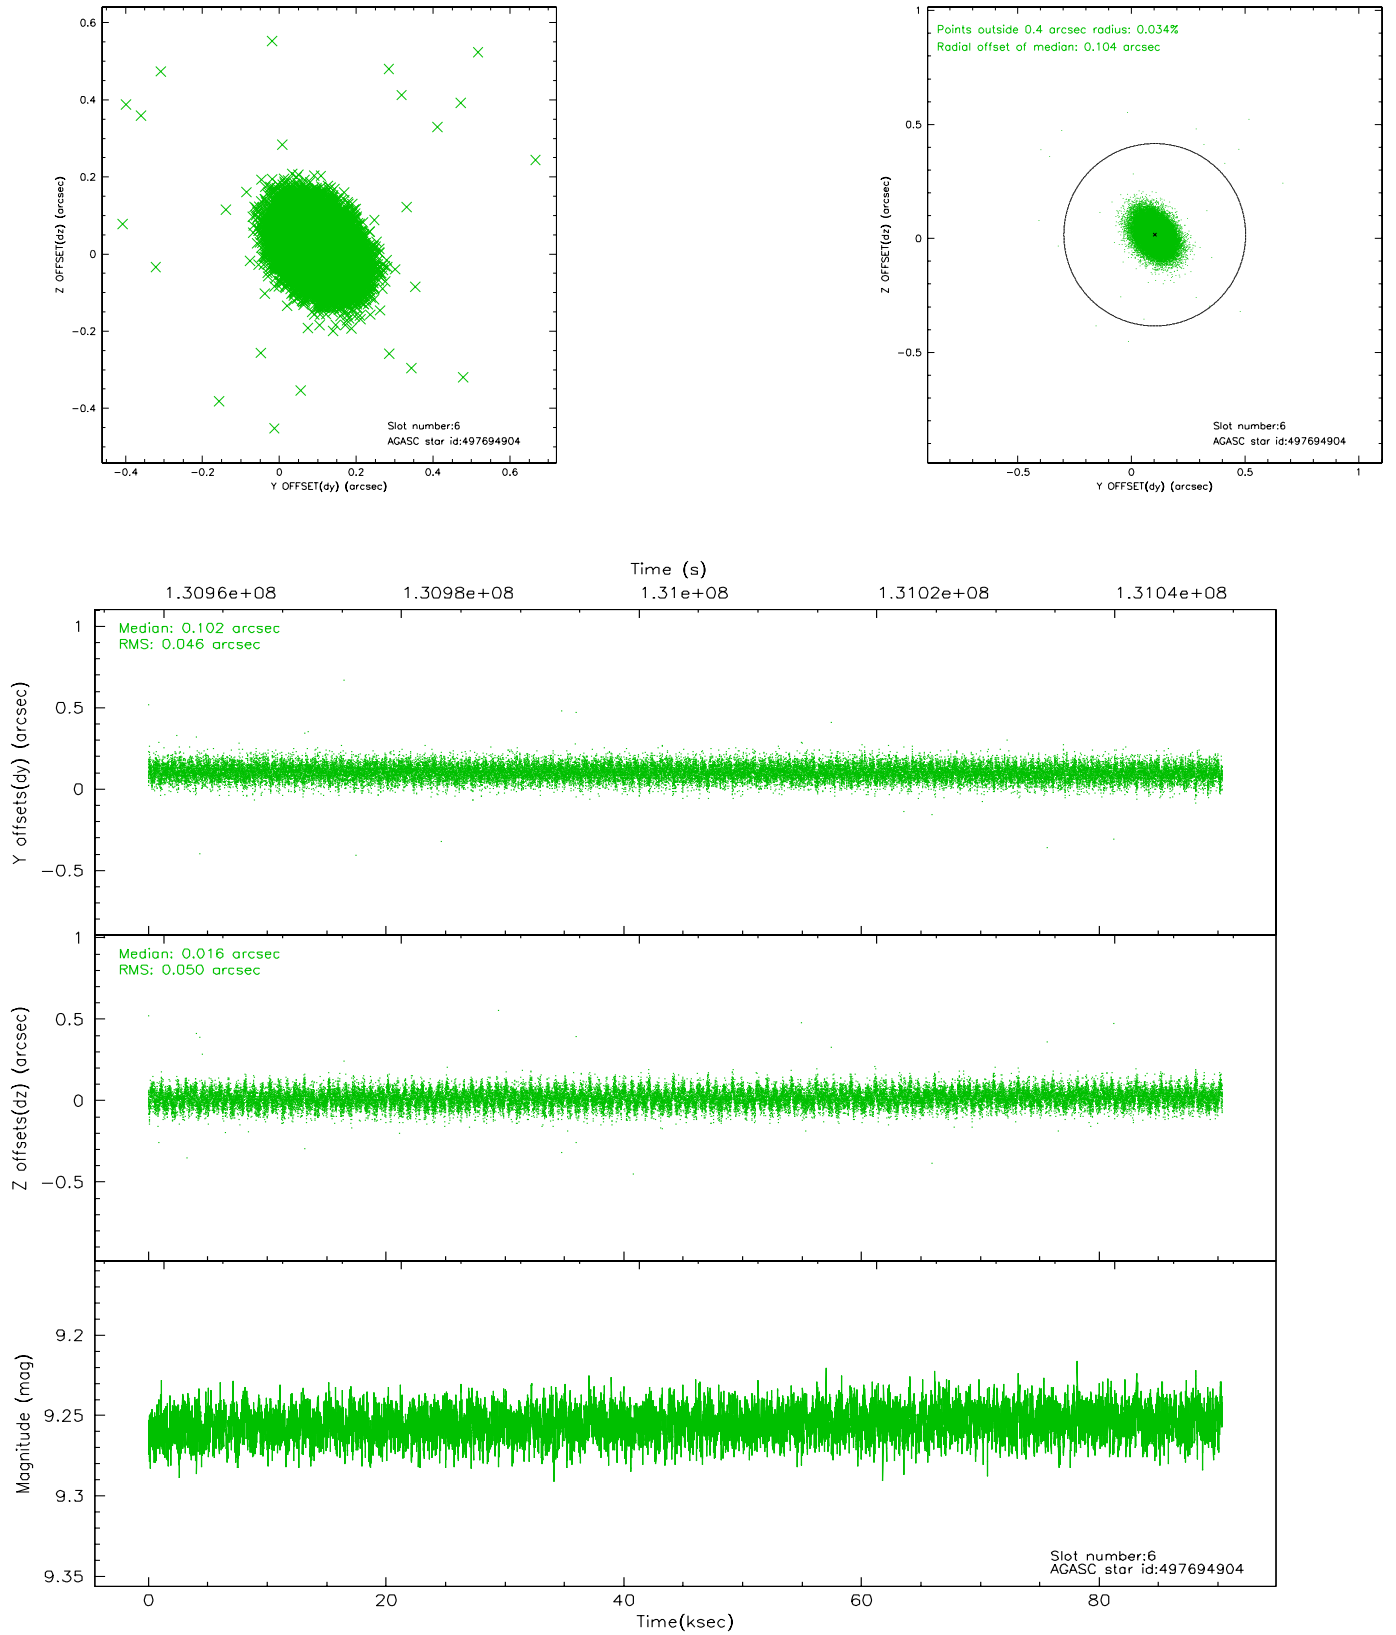 0.6
0.4
0.2
0
−0.2
−0.4
Z OFFSET(dz) (arcsec)
Slot number:6
AGASC star id:497694904
−0.4 −0.2 0 0.2 0.4 0.6
Y OFFSET(dy) (arcsec)
1
0.5
0
−0.5
Z OFFSET(dz) (arcsec)
Points outside 0.4 arcsec radius: 0.034%
Radial offset of median: 0.104 arcsec
Slot number:6
AGASC star id:497694904
−0.5 0 0.5 1
Y OFFSET(dy) (arcsec)
Time (s)
1.3096e+08 1.3098e+08 1.31e+08 1.3102e+08 1.3104e+08
Median: 0.102 arcsec
RMS: 0.046 arcsec
1
0.5
0
−0.5
Y offsets(dy) (arcsec)
Median: 0.016 arcsec
RMS: 0.050 arcsec
1
0.5
0
−0.5
Z offsets(dz) (arcsec)
9.2
9.25
9.3
9.35
Magnitude (mag)
Slot number:6
AGASC star id:497694904
0 20 40 60 80
Time(ksec)